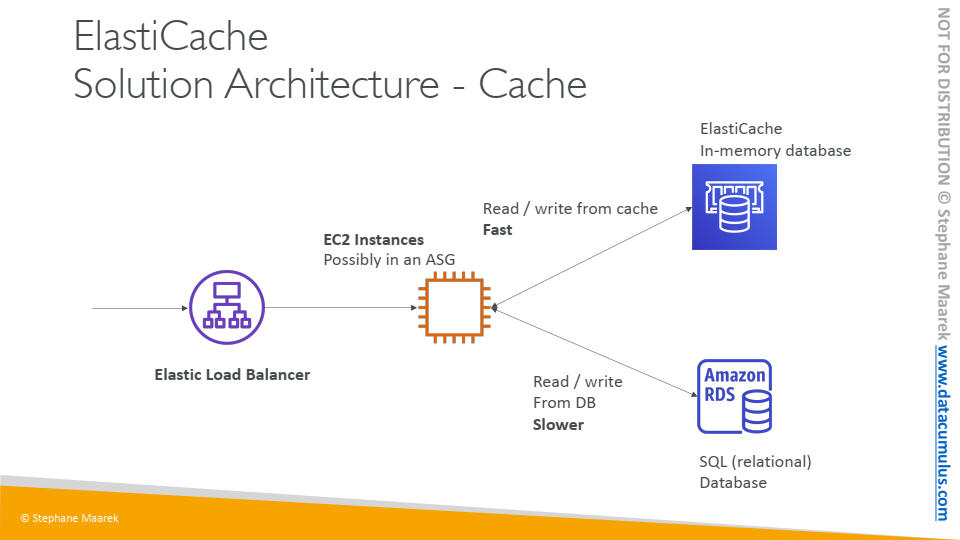 ElastiCache
Solution Architecture - Cache
ElastiCache
In-memory database
Read / write from cache
Fast
EC2 Instances
Possibly in an ASG
Elastic Load Balancer
Read / write
From DB
Slower
Amazon
RDS
SQL (relational)
Database
© Stephane Maarek
NOT FOR DISTRIBUTION © Stephane Maarek www.datacumulus.com